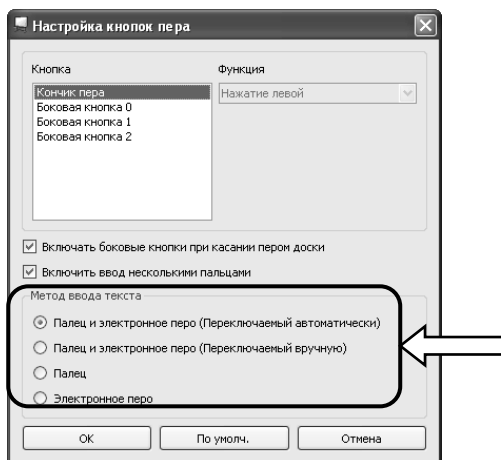 Настройка кнопок пера
Кнопка
Функция
Кончик пера
Нажатие левой
Боковая кнопка 0
Боковая кнопка 1
Боковая кнопка 2
Включать боковые кнопки при касании пером доски
Включить ввод несколькими пальцами
Метод ввода текста
Палец и электронное перо (Переключаемый автоматически)
Палец и электронное перо (Переключаемый вручную)
Палец
Электронное перо
OK
По умолч.
Отмена